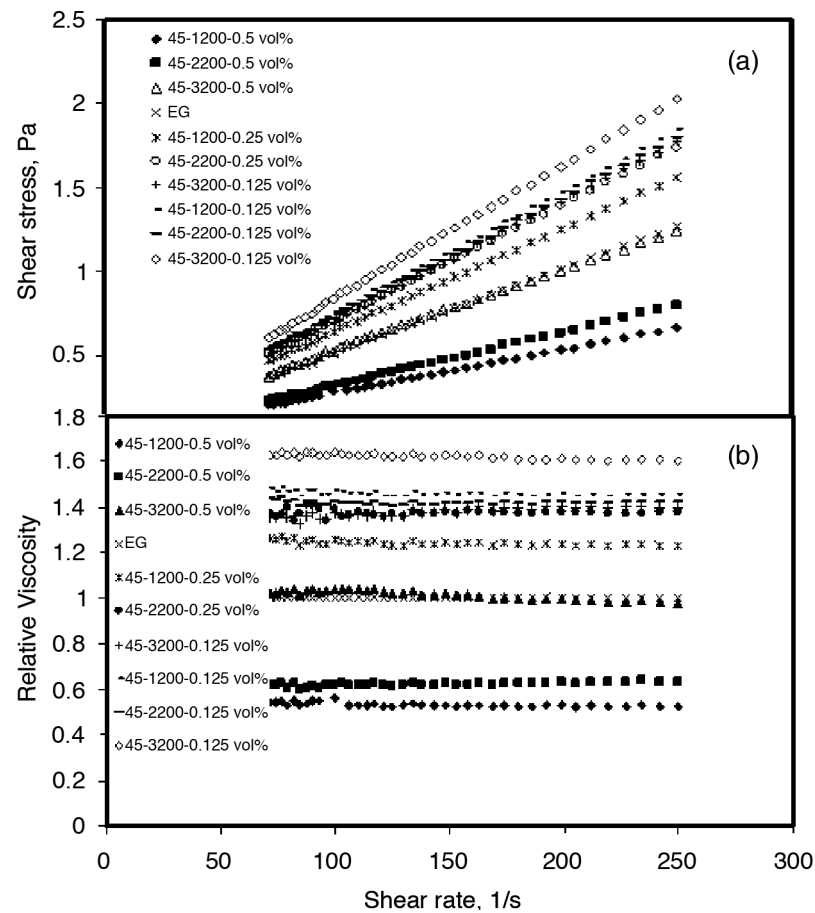 2.5
2
1.5
1
0.5
Shear stress, Pa
(a)
45-1200-0.5 vol%
45-2200-0.5 vol%
45-3200-0.5 vol%
EG
45-1200-0.25 vol%
45-2200-0.25 vol%
45-3200-0.125 vol%
45-1200-0.125 vol%
45-2200-0.125 vol%
45-3200-0.125 vol%
1.8
1.6
1.4
1.2
1
0.8
0.6
0.4
0.2
0
Relative Viscosity
(b)
45-1200-0.5 vol%
45-2200-0.5 vol%
45-3200-0.5 vol%
EG
45-1200-0.25 vol%
45-2200-0.25 vol%
45-3200-0.125 vol%
45-1200-0.125 vol%
45-2200-0.125 vol%
45-3200-0.125 vol%
0 50 100 150 200 250 300
Shear rate, 1/s